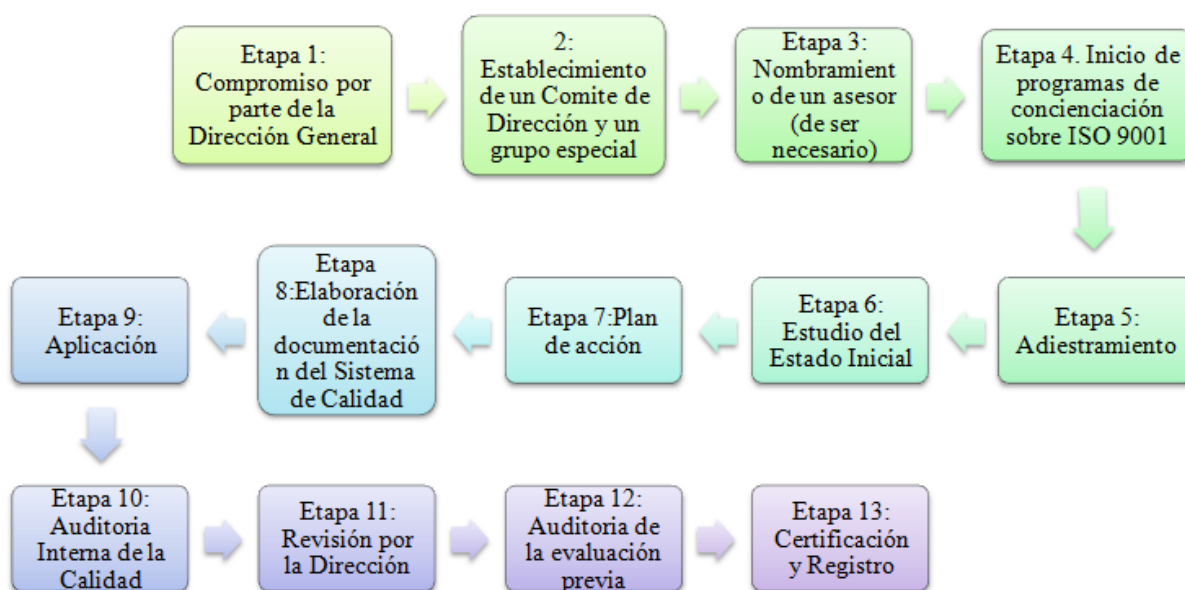 Etapa 1:
Compromiso por
parte de la
Dirección General
2:
Establecimiento
de un Comite de
Dirección y un
grupo especial
Etapa 3:
Nombramient
o de un asesor
(de ser
necesario)
Etapa 4. Inicio de
programas de
concienciación
sobre ISO 9001
Etapa 5:
Adiestramiento
Etapa 6:
Estudio del
Estado Inicial
Etapa 7:Plan
de acción
Etapa
8:Elaboración
de la
documentació
n del Sistema
de Calidad
Etapa 9:
Aplicación
Etapa 10:
Auditoria
Interna de la
Calidad
Etapa 11:
Revisión por
la Dirección
Etapa 12:
Auditoria de
la evaluación
previa
Etapa 13:
Certificación
y Registro